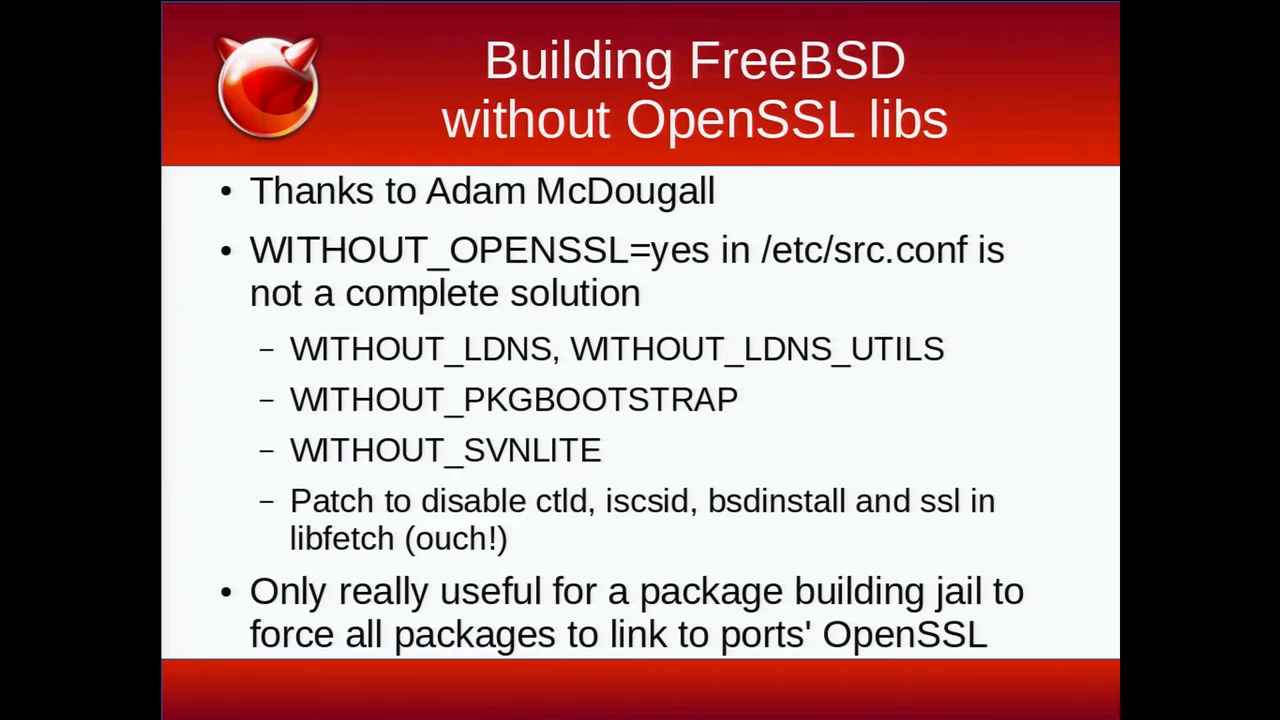 Building FreeBSD
without OpenSSL libs
• Thanks to Adam McDougall
• WITHOUT_OPENSSL=yes in /etc/src.conf is
not a complete solution
– WITHOUT_LDNS, WITHOUT_LDNS_UTILS
– WITHOUT_PKGBOOTSTRAP
– WITHOUT_SVNLITE
– Patch to disable ctld, iscsid, bsdinstall and ssl in
libfetch (ouch!)
• Only really useful for a package building jail to
force all packages to link to ports' OpenSSL